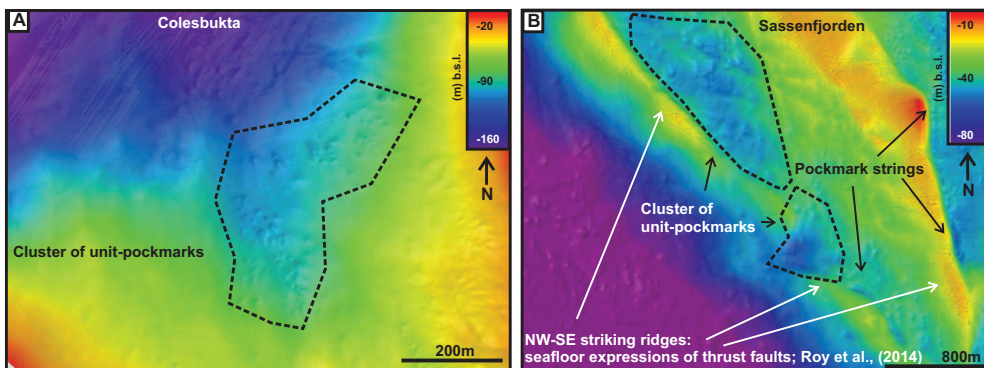 A
Colesbukta
-20
-90
-160
(m) b.s.l.
N
Cluster of unit-pockmarks
200m
B
Sassenfjorden
-10
-40
-80
(m) b.s.l.
N
Pockmark strings
Cluster of
unit-pockmarks
NW-SE striking ridges:
seafloor expressions of thrust faults; Roy et al., (2014)
800m